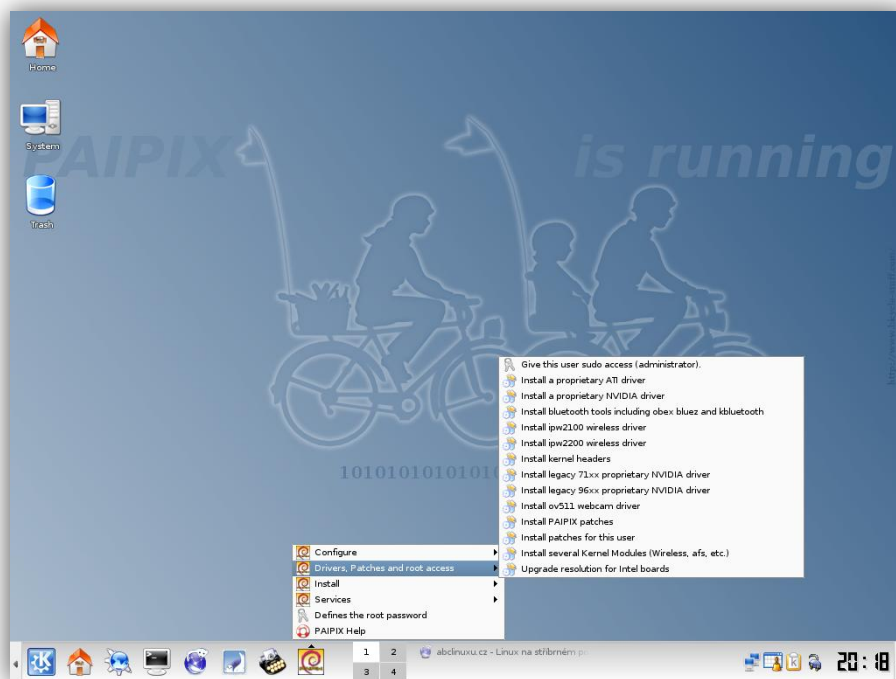 Home
System
PAIPIX is running
Trash
Give this user sudo access (administrator).
Install a proprietary ATI driver
Install a proprietary NVIDIA driver
Install bluetooth tools including obex bluez and kbluetooth
Install ipw2100 wireless driver
Install ipw2200 wireless driver
Install kernel headers
Install legacy 71xx proprietary NVIDIA driver
Install legacy 96xx proprietary NVIDIA driver
Install ov511 webcam driver
Install PAIPIX patches
Install patches for this user
Install several Kernel Modules (Wireless, afs, etc.)
Upgrade resolution for Intel boards
1010101010101
Configure
Drivers, Patches and root access
Install
Services
Defines the root password
PAIPIX Help
1 2
3 4
abclinuxu.cz - Linux na stříbrném
20:18